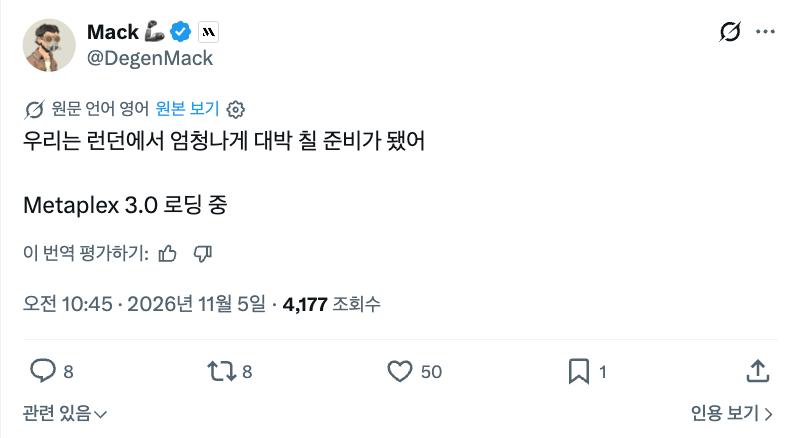 Mack
@DegenMack
원문 언어 영어 원본 보기
우리는 런던에서 엄청나게 대박 칠 준비가 됐어
Metaplex 3.0 로딩 중
이 번역 평가하기:
오전 10:45 · 2026년 11월 5일 · 4,177 조회수
8 8 50 1
관련 있음 인용 보기